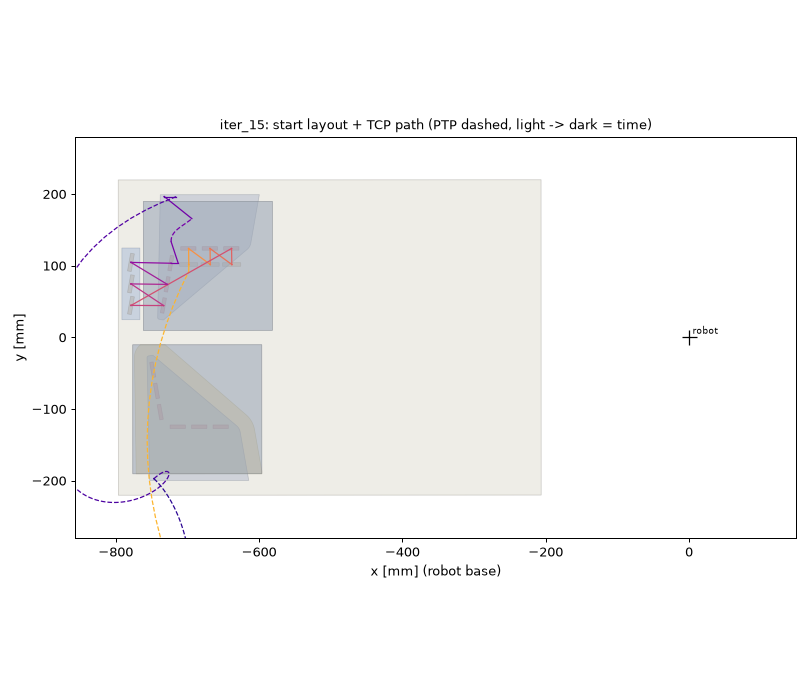 iter_15: start layout + TCP path (PTP dashed, light -> dark = time)
200
100
0
−100
−200
y [mm]
robot
−800
−600
−400
−200
0
x [mm] (robot base)